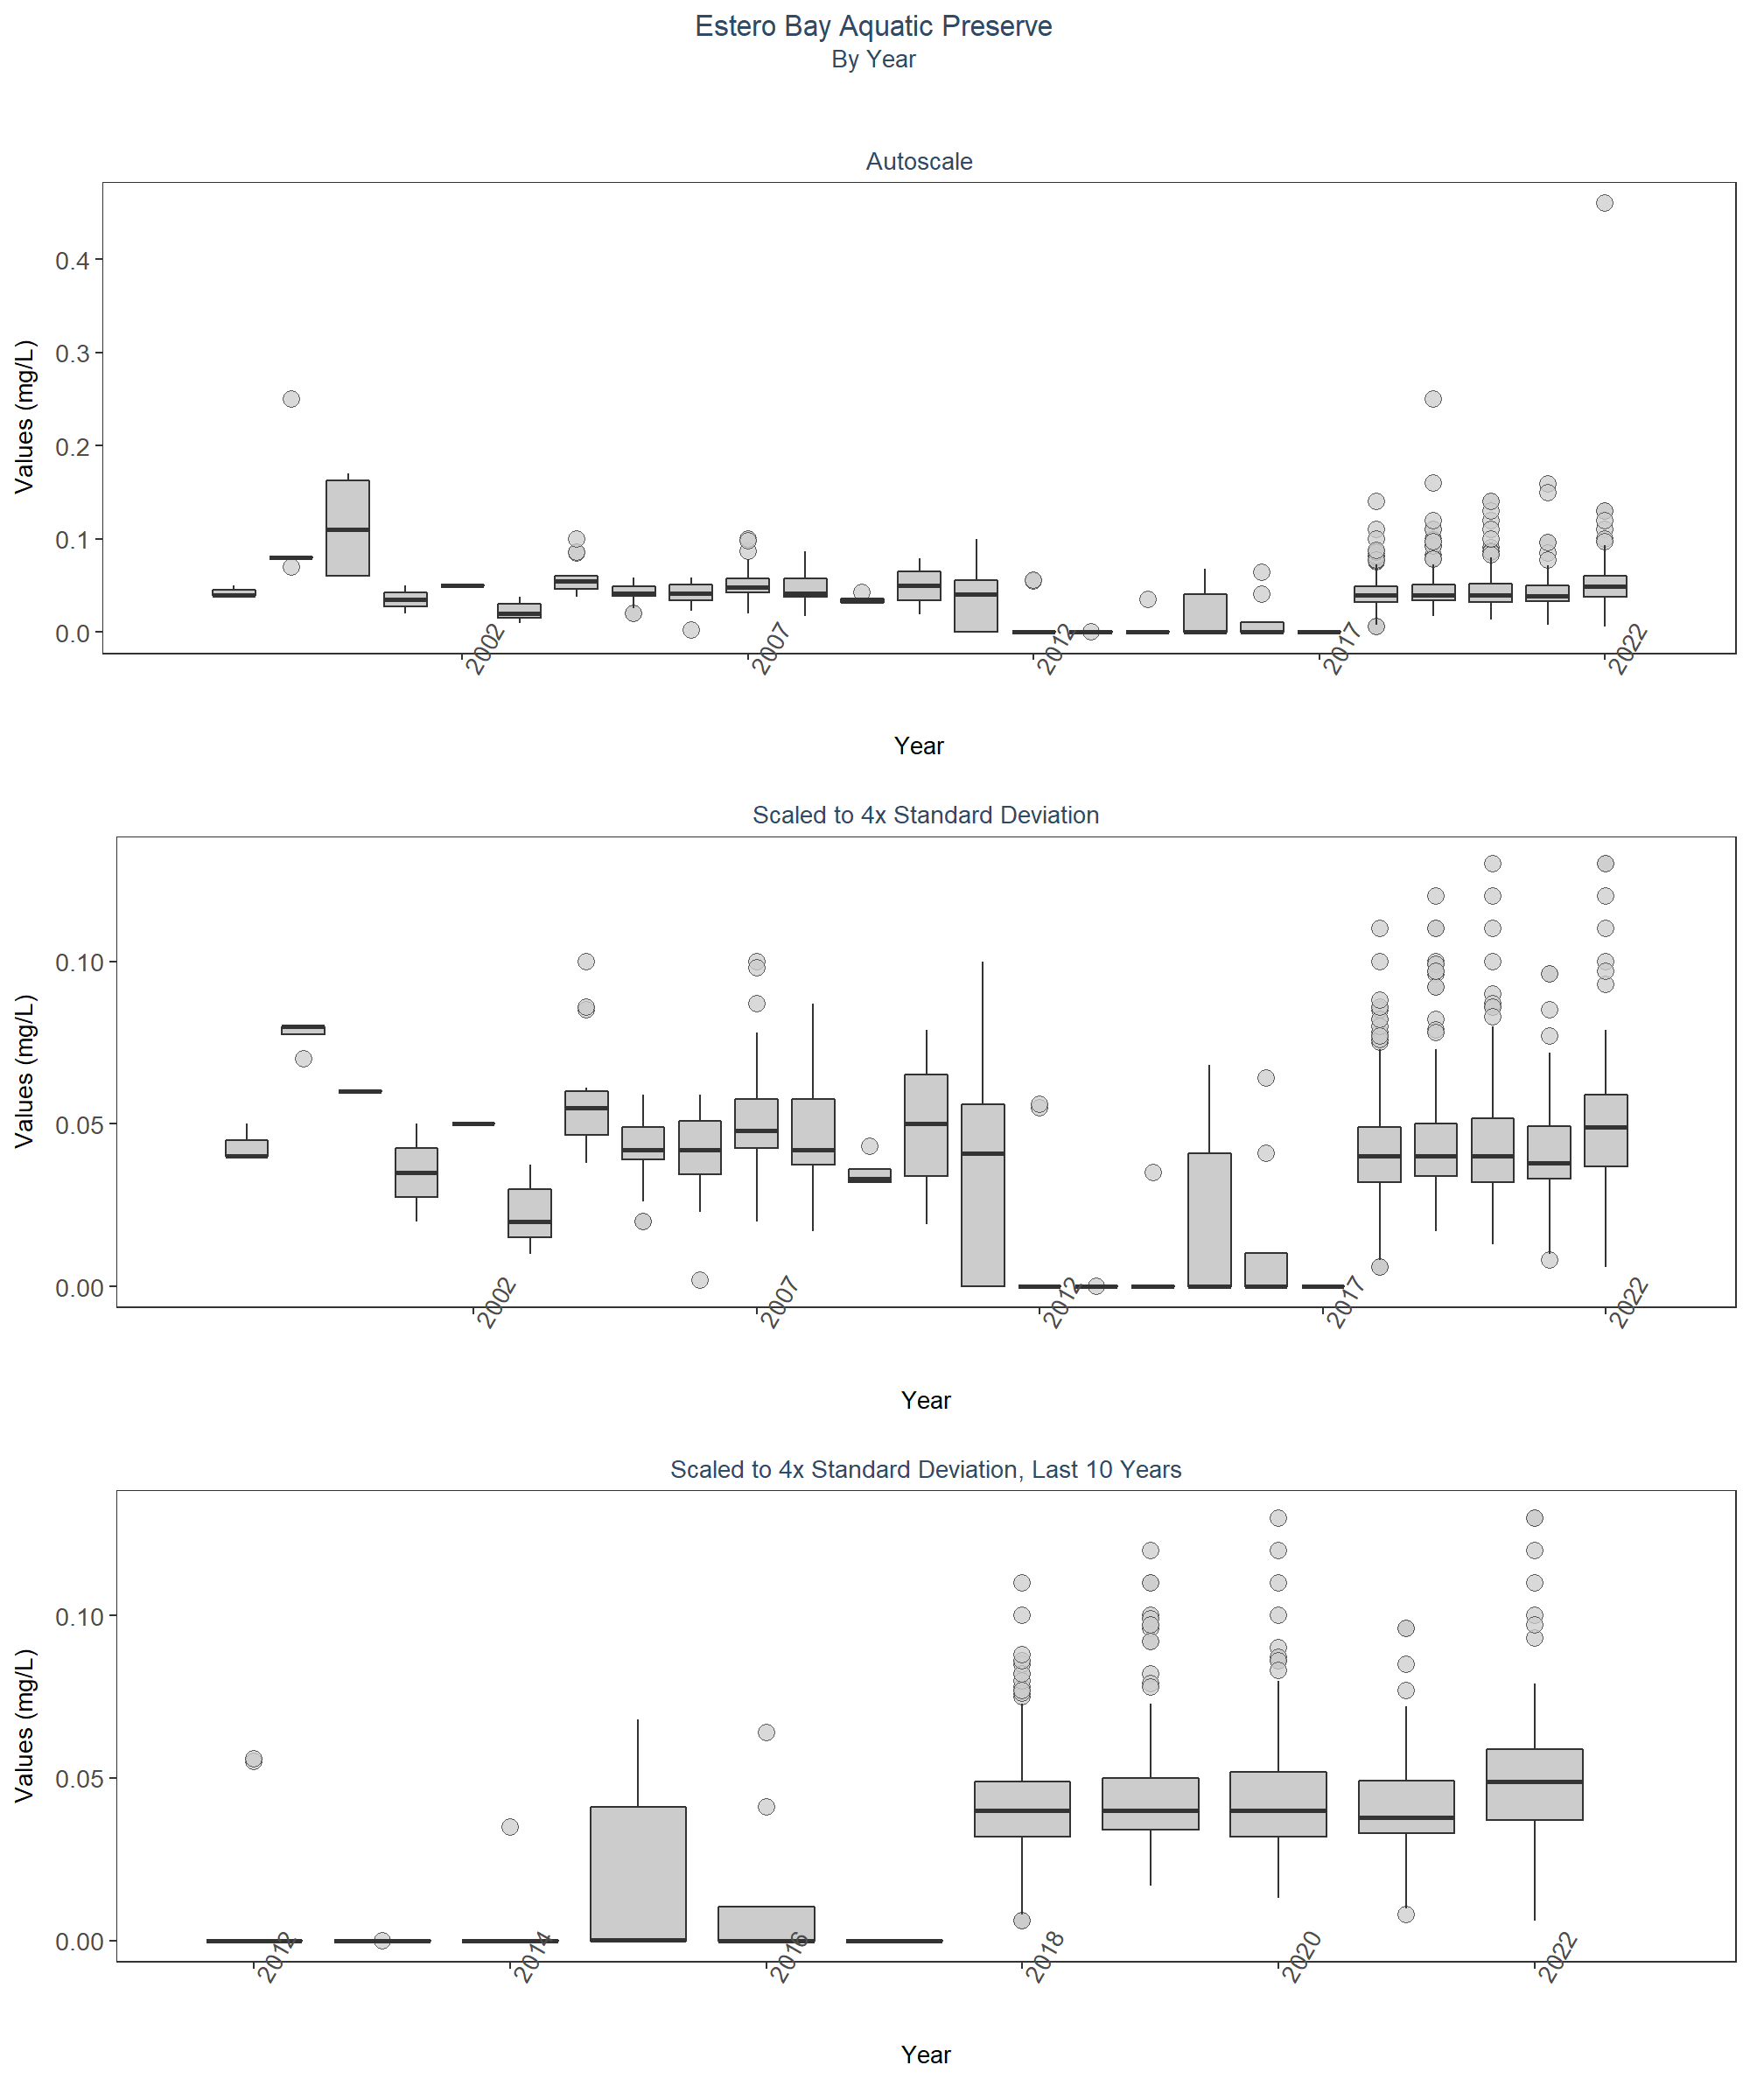 Estero Bay Aquatic Preserve
By Year
Autoscale
Values (mg/L)
0.4
0.3
0.2
0.1
0.0
2002
2007
2012
2017
2022
Year
Scaled to 4x Standard Deviation
Values (mg/L)
0.10
0.05
0.00
2002
2007
2012
2017
2022
Year
Scaled to 4x Standard Deviation, Last 10 Years
Values (mg/L)
0.10
0.05
0.00
2012
2014
2016
2018
2020
2022
Year